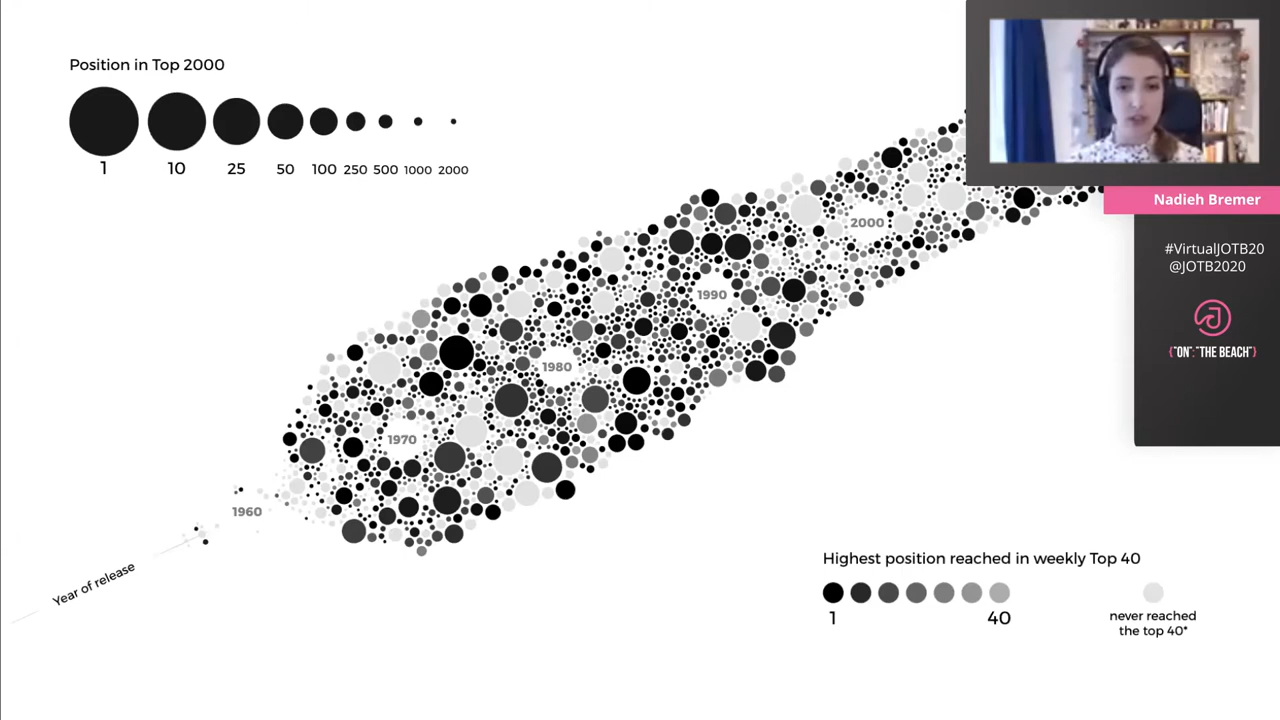 Position in Top 2000
1 10 25 50 100 250 500 1000 2000
Nadieh Bremer
#VirtualJOTB20
@JOTB2020
{"ON":"THE BEACH"}
2000
1990
1980
1970
1960
Year of release
Highest position reached in weekly Top 40
1 40
never reached
the top 40*